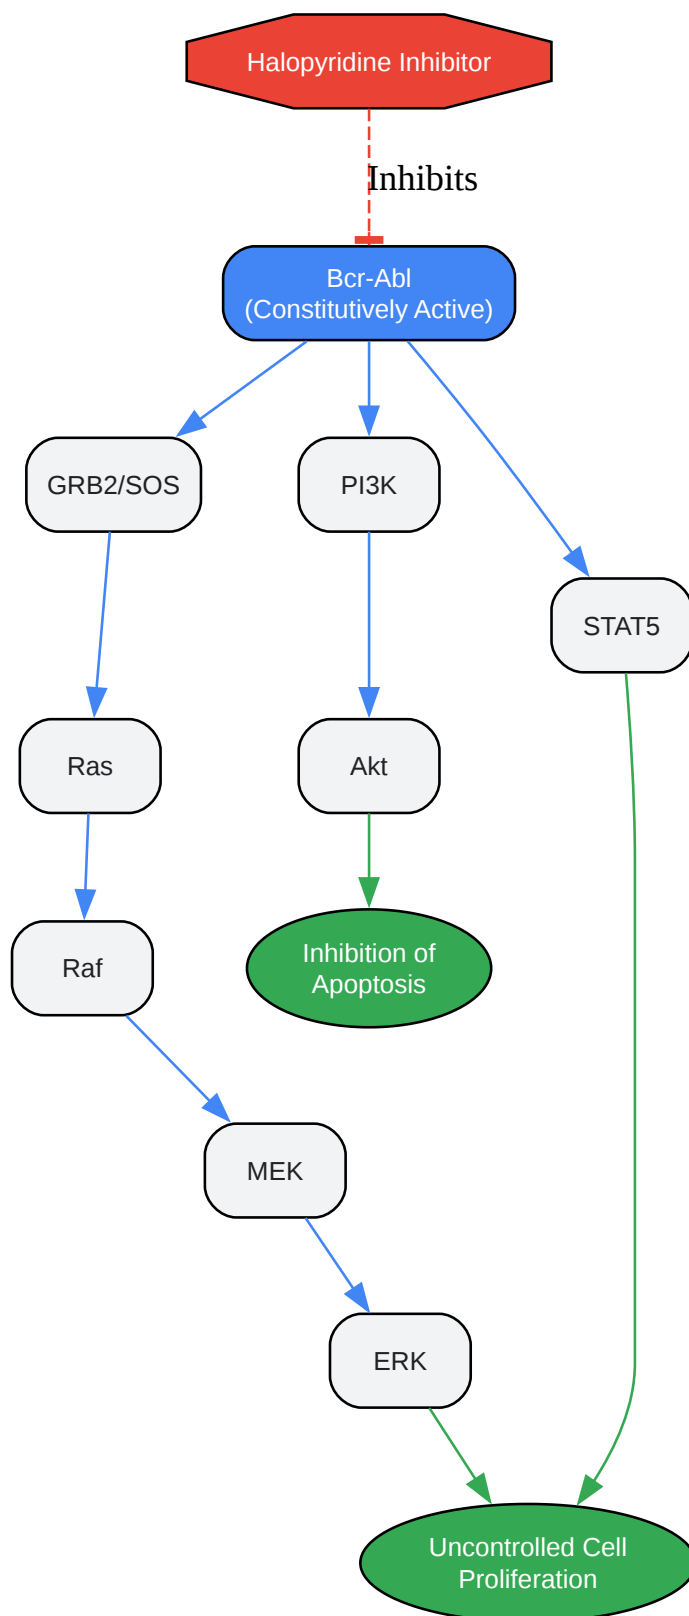 Halopyridine Inhibitor
Inhibits
Bcr-Abl
(Constitutively Active)
GRB2/SOS
PI3K
STAT5
Ras
Akt
Raf
Inhibition of
Apoptosis
MEK
ERK
Uncontrolled Cell
Proliferation